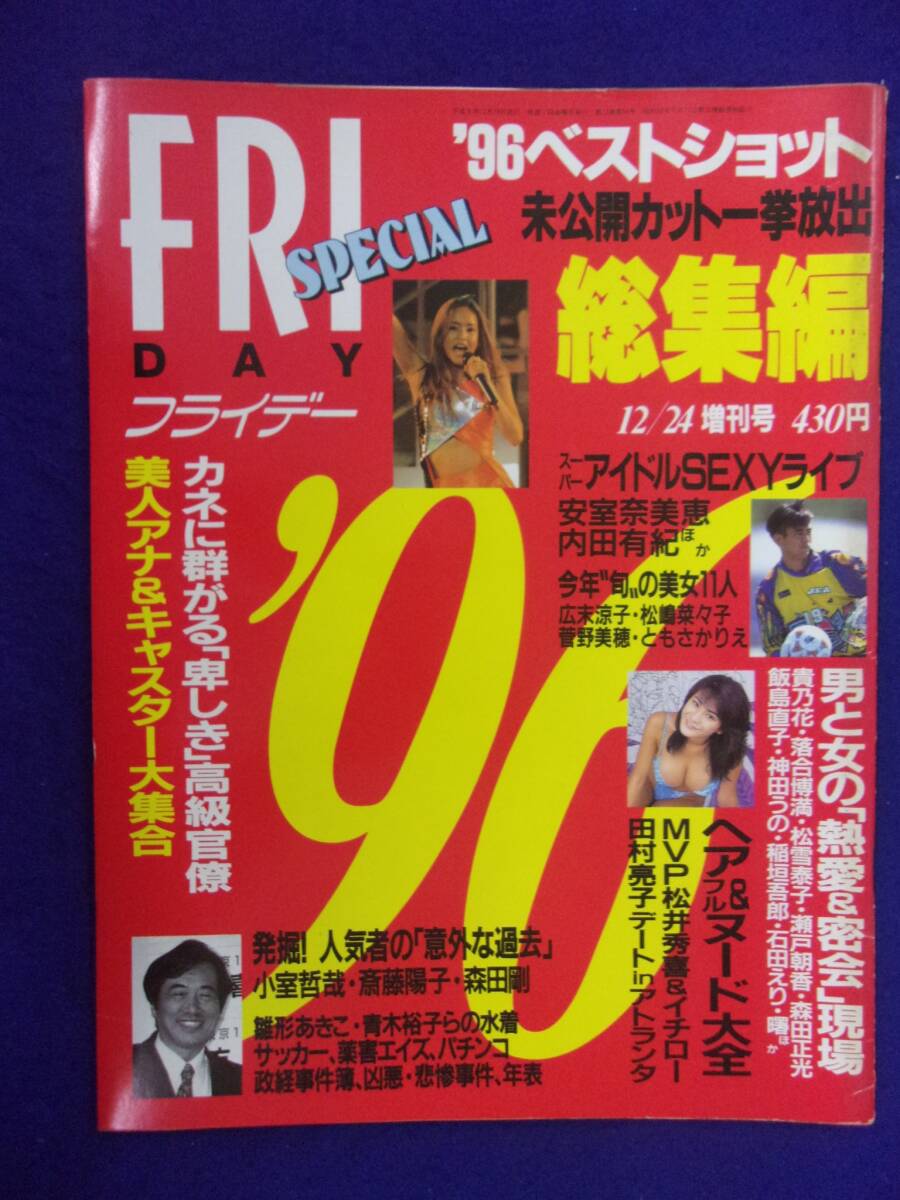 '96ベストショット
未公開カット一挙放出
総集編
FRI
DAY
SPECIAL
フライデー
12/24 増刊号 430円
スーパーアイドルSEXYライブ
安室奈美恵
内田有紀ほか
今年〝旬〟の美女11人
広末涼子・松嶋菜々子
菅野美穂・ともさかりえ
'96
男と女の「熱愛&密会」現場
貴乃花・落合博満・松雪泰子・瀬戸朝香・森田正光
飯島直子・神田うの・稲垣吾郎・石田えり・曙ほか
ヘアフル&ヌード大全
MVP松井秀喜&イチロー
田村亮子デートinアトランタ
カネに群がる「卑しき」高級官僚
美人アナ&キャスター大集合
発掘!人気者の「意外な過去」
小室哲哉・斎藤陽子・森田剛
雛形あきこ・青木裕子らの水着
サッカー、薬害エイズ、パチンコ
政経事件簿、凶悪・悲惨事件、年表